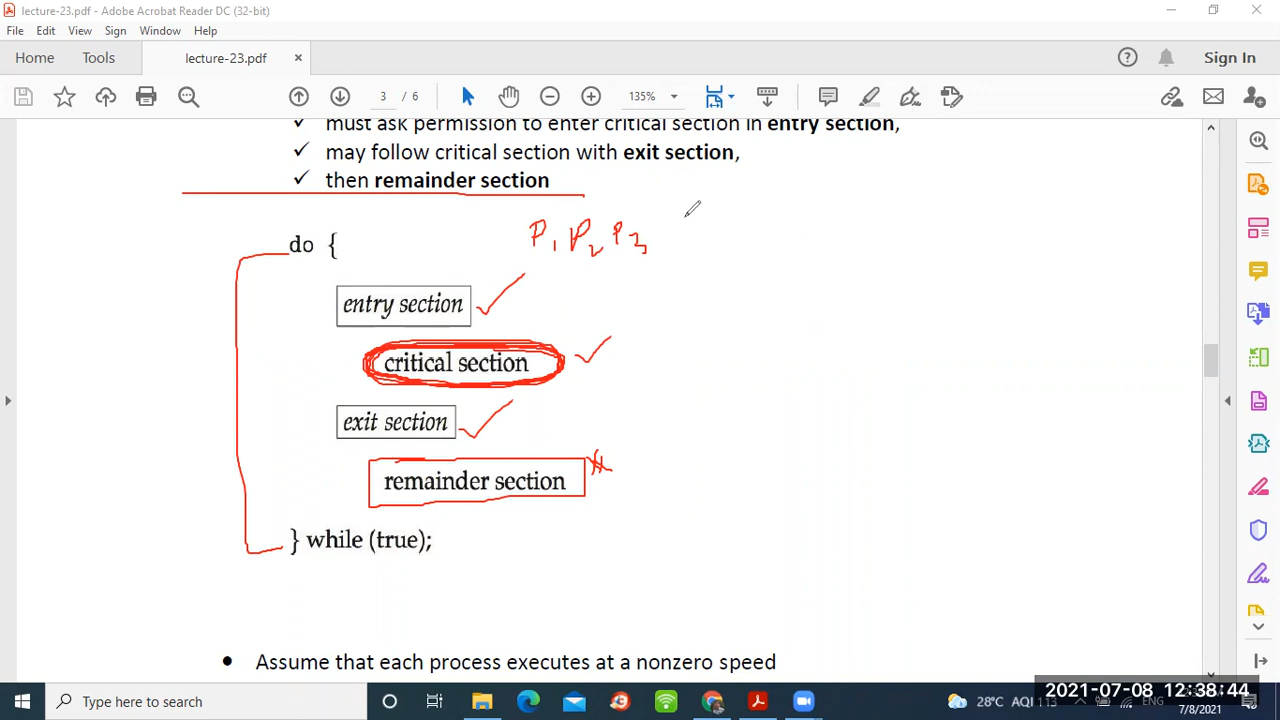 lecture-23.pdf - Adobe Acrobat Reader DC (32-bit)
File Edit View Sign Window Help
Home Tools lecture-23.pdf × Sign In
3 / 6 135%
✓ must ask permission to enter critical section in entry section,
✓ may follow critical section with exit section,
✓ then remainder section
P1 P2 P3
do {
entry section
critical section
exit section
remainder section
} while (true);
• Assume that each process executes at a nonzero speed
Type here to search
28°C AQI 113
ENG
2021-07-08 12:38:44
7/8/2021